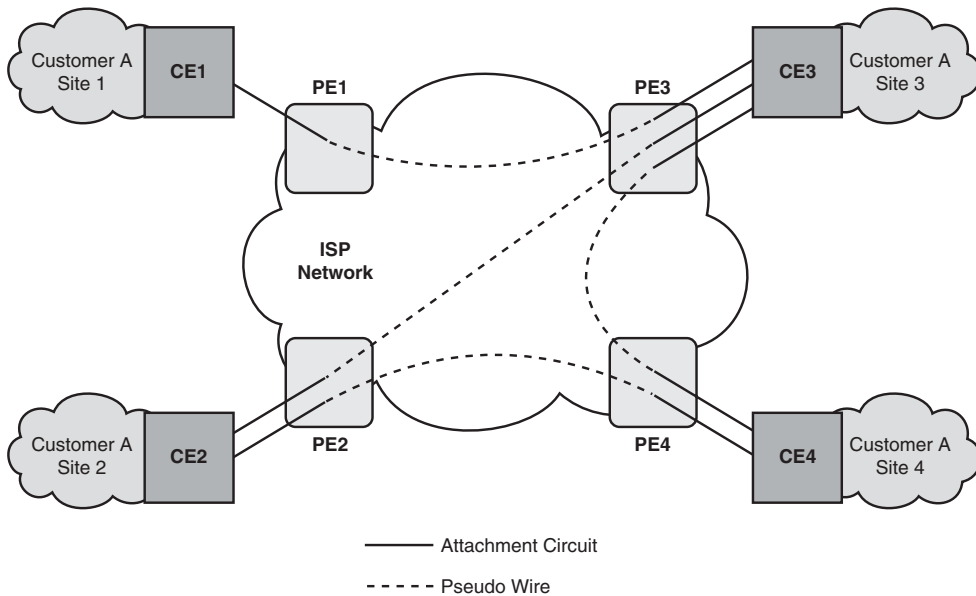 Customer A
Site 1
CE1
PE1
PE3
CE3
Customer A
Site 3
ISP
Network
Customer A
Site 2
CE2
PE2
PE4
CE4
Customer A
Site 4
Attachment Circuit
Pseudo Wire